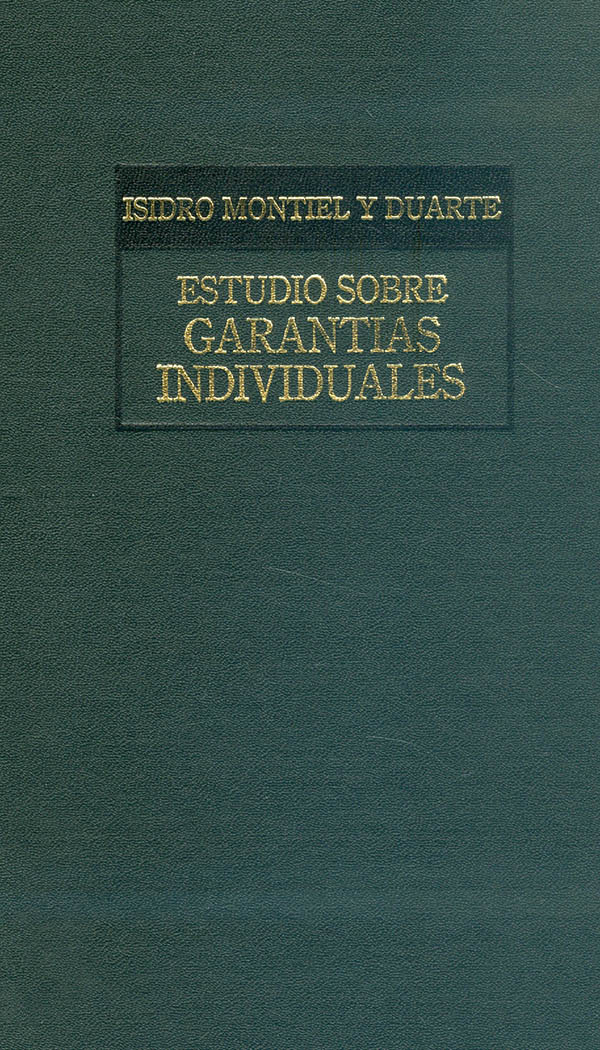 ISIDRO MONTIEL Y DUARTE
ESTUDIO SOBRE
GARANTIAS
INDIVIDUALES